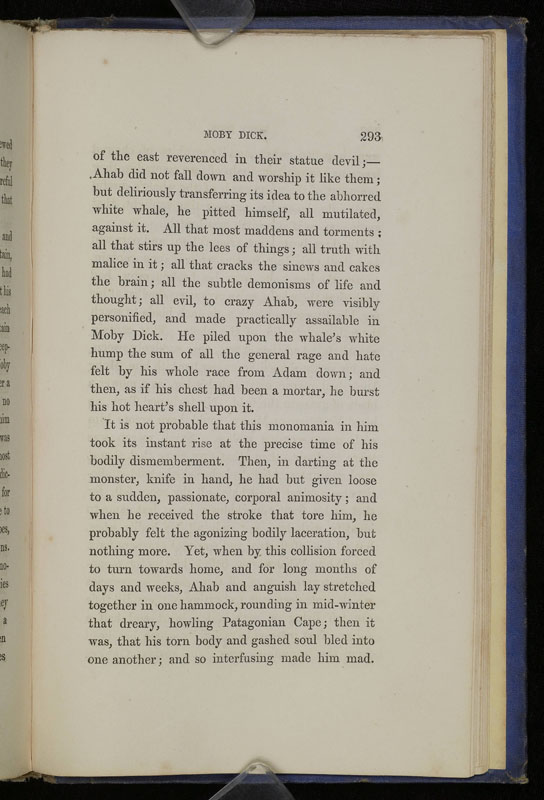 MOBY DICK. 293
of the east reverenced in their statue devil;—
Ahab did not fall down and worship it like them;
but deliriously transferring its idea to the abhorred
white whale, he pitted himself, all mutilated,
against it. All that most maddens and torments;
all that stirs up the lees of things; all truth with
malice in it; all that cracks the sinews and cakes
the brain; all the subtle demonisms of life and
thought; all evil, to crazy Ahab, were visibly
personified, and made practically assailable in
Moby Dick. He piled upon the whale's white
hump the sum of all the general rage and hate
felt by his whole race from Adam down; and
then, as if his chest had been a mortar, he burst
his hot heart's shell upon it.
It is not probable that this monomania in him
took its instant rise at the precise time of his
bodily dismemberment. Then, in darting at the
monster, knife in hand, he had but given loose
to a sudden, passionate, corporal animosity; and
when he received the stroke that tore him, he
probably felt the agonizing bodily laceration, but
nothing more. Yet, when by this collision forced
to turn towards home, and for long months of
days and weeks, Ahab and anguish lay stretched
together in one hammock, rounding in mid-winter
that dreary, howling Patagonian Cape; then it
was, that his torn body and gashed soul bled into
one another; and so interfusing made him mad.